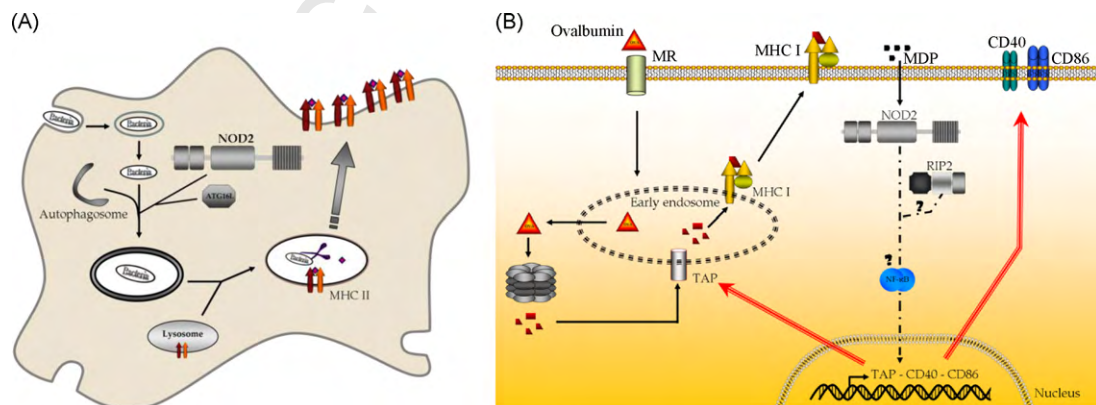 (A)
Bacteria
Bacteria
Bacteria
NOD2
ATG16L
Autophagosome
Bacteria
Bacteria
MHC II
Lysosome
(B)
Ovalbumin
MR
MHC I
MDP
CD40
CD86
NOD2
RIP2
?
MHC I
Early endosome
TAP
?
NF-κB
TAP - CD40 - CD86
Nucleus